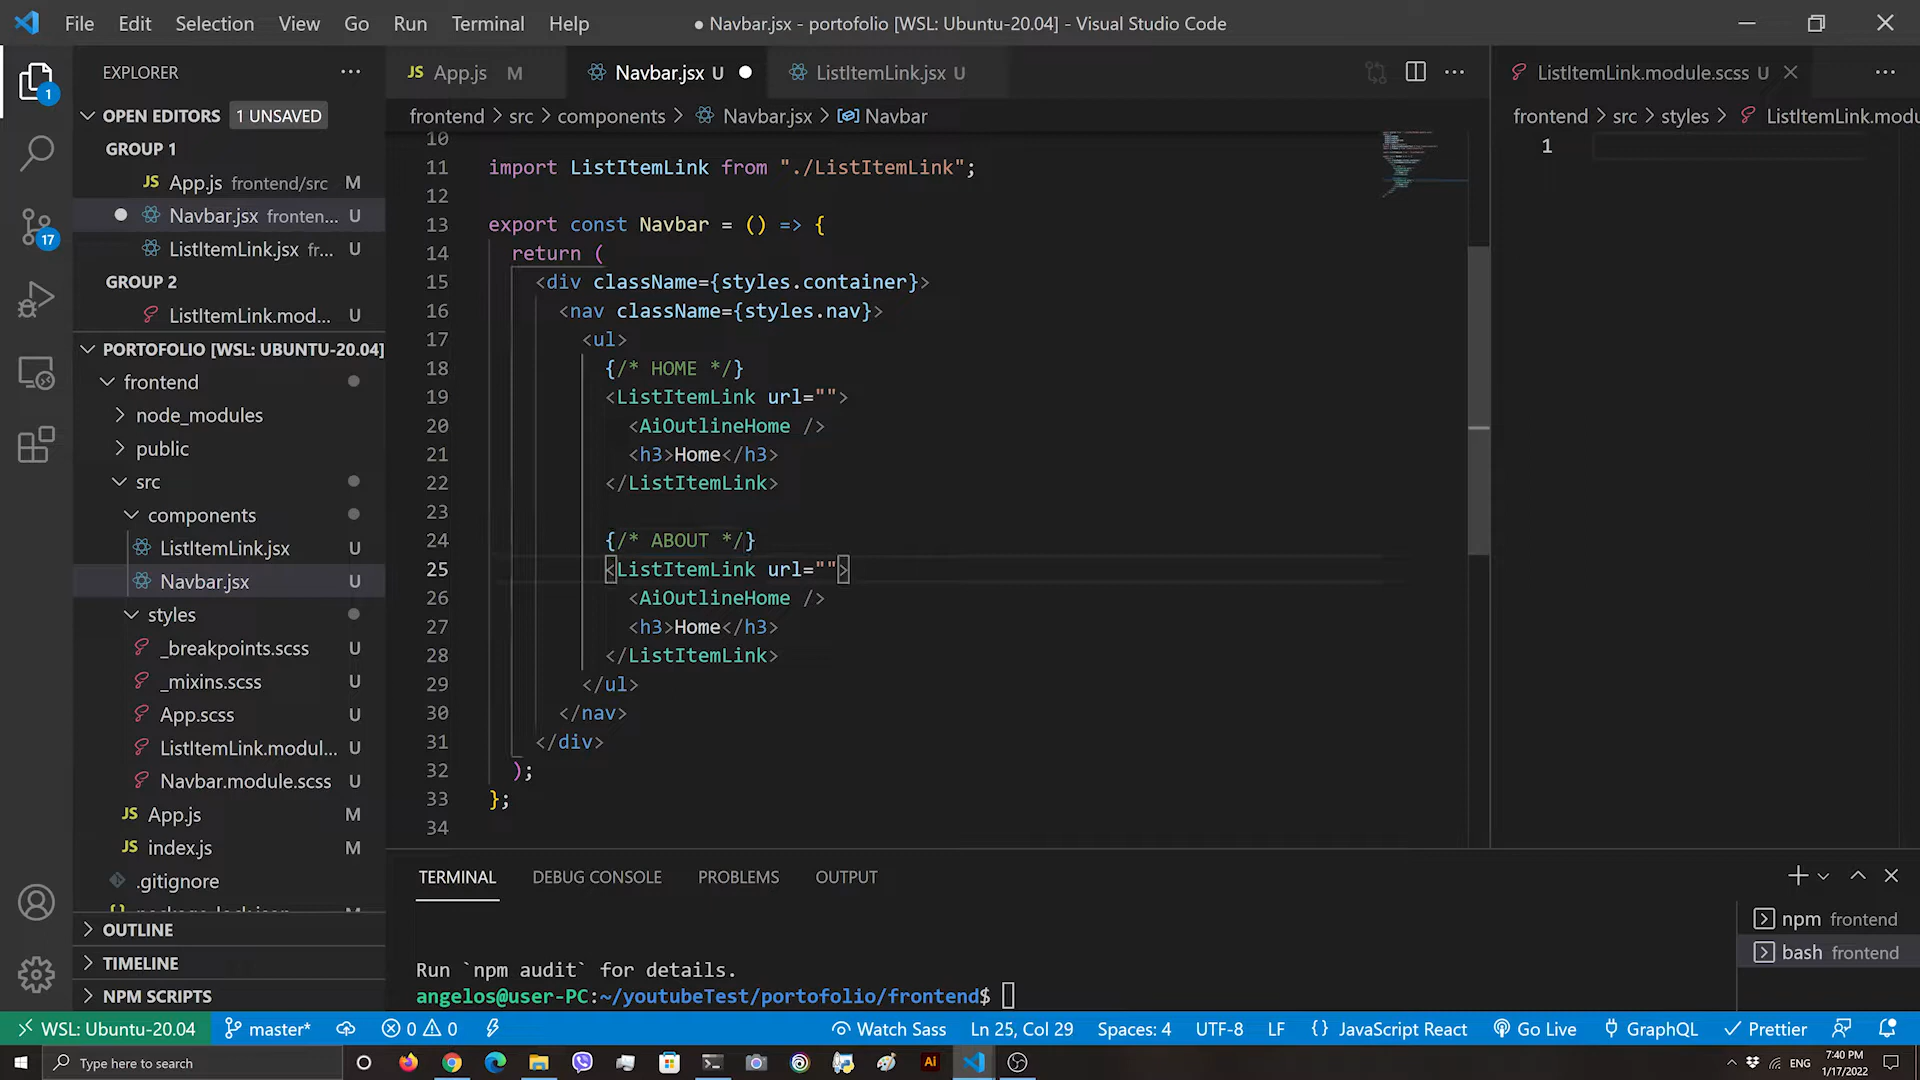 File Edit Selection View Go Run Terminal Help
● Navbar.jsx - portofolio [WSL: Ubuntu-20.04] - Visual Studio Code
EXPLORER
OPEN EDITORS 1 UNSAVED
GROUP 1
JS App.js frontend/src M
Navbar.jsx fronten... U
ListItemLink.jsx fr... U
GROUP 2
ListItemLink.mod... U
PORTOFOLIO [WSL: UBUNTU-20.04]
frontend
node_modules
public
src
components
ListItemLink.jsx U
Navbar.jsx U
styles
_breakpoints.scss U
_mixins.scss U
App.scss U
ListItemLink.modul... U
Navbar.module.scss U
JS App.js M
JS index.js M
.gitignore
OUTLINE
TIMELINE
NPM SCRIPTS
1
17
JS App.js M
Navbar.jsx U
ListItemLink.jsx U
frontend > src > components > Navbar.jsx > Navbar
10
11 import ListItemLink from "./ListItemLink";
12
13 export const Navbar = () => {
14 return (
15 <div className={styles.container}>
16 <nav className={styles.nav}>
17 <ul>
18 {/* HOME */}
19 <ListItemLink url="">
20 <AiOutlineHome />
21 <h3>Home</h3>
22 </ListItemLink>
23
24 {/* ABOUT */}
25 <ListItemLink url="">
26 <AiOutlineHome />
27 <h3>Home</h3>
28 </ListItemLink>
29 </ul>
30 </nav>
31 </div>
32 );
33 };
34
ListItemLink.module.scss U
frontend > src > styles > ListItemLink.modu
1
TERMINAL DEBUG CONSOLE PROBLEMS OUTPUT
Run `npm audit` for details.
angelos@user-PC:~/youtubeTest/portofolio/frontend$
npm frontend
bash frontend
WSL: Ubuntu-20.04 master* 0 0 Watch Sass Ln 25, Col 29 Spaces: 4 UTF-8 LF {} JavaScript React Go Live GraphQL Prettier
Type here to search
Ai
ENG
7:40 PM
1/17/2022